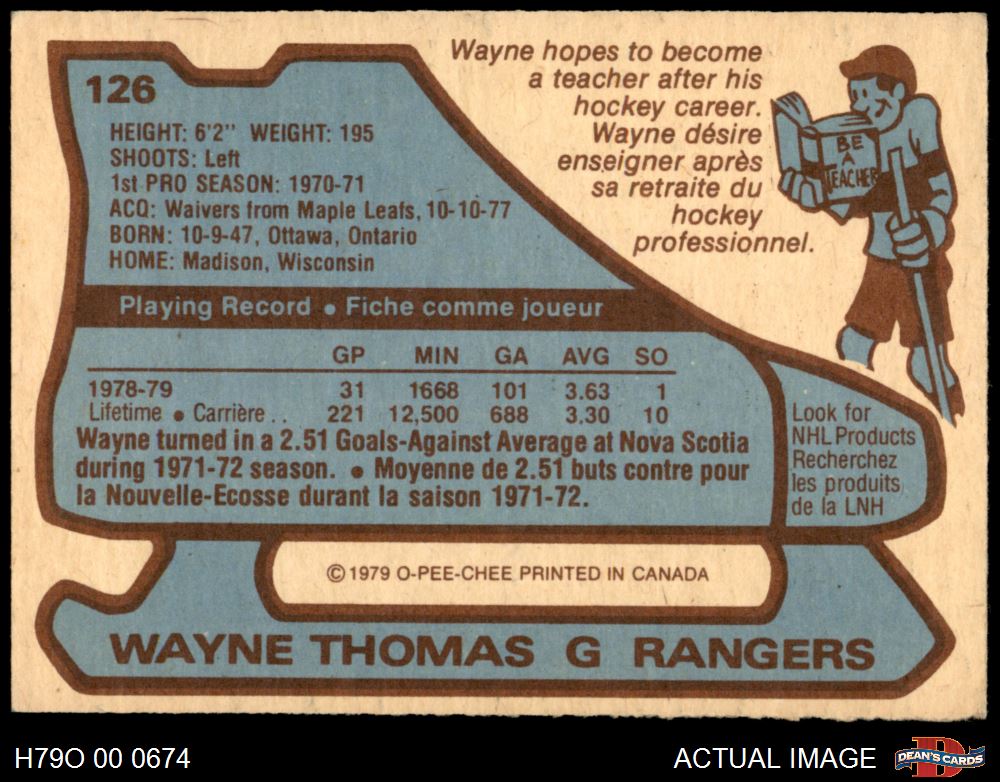 126
HEIGHT: 6'2" WEIGHT: 195
SHOOTS: Left
1st PRO SEASON: 1970-71
ACQ: Waivers from Maple Leafs, 10-10-77
BORN: 10-9-47, Ottawa, Ontario
HOME: Madison, Wisconsin
Wayne hopes to become
a teacher after his
hockey career.
Wayne désire
enseigner après
sa retraite du
hockey
professionnel.
BE
A
TEACHER
Playing Record • Fiche comme joueur
GP MIN GA AVG SO
1978-79 31 1668 101 3.63 1
Lifetime • Carrière . . 221 12,500 688 3.30 10
Wayne turned in a 2.51 Goals-Against Average at Nova Scotia
during 1971-72 season. • Moyenne de 2.51 buts contre pour
la Nouvelle-Ecosse durant la saison 1971-72.
Look for
NHL Products
Recherchez
les produits
de la LNH
© 1979 O-PEE-CHEE PRINTED IN CANADA
WAYNE THOMAS G RANGERS
H79O 00 0674
ACTUAL IMAGE
D
DEAN'S CARDS